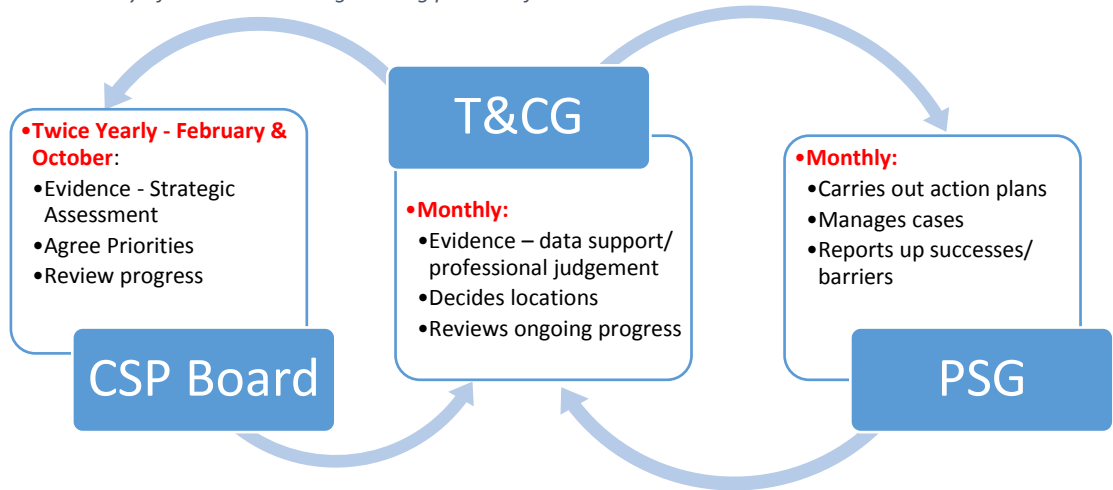 T&CG
•Twice Yearly - February &
October:
•Evidence - Strategic
Assessment
•Agree Priorities
•Review progress
CSP Board
•Monthly:
•Evidence – data support/
professional judgement
•Decides locations
•Reviews ongoing progress
•Monthly:
•Carries out action plans
•Manages cases
•Reports up successes/
barriers
PSG